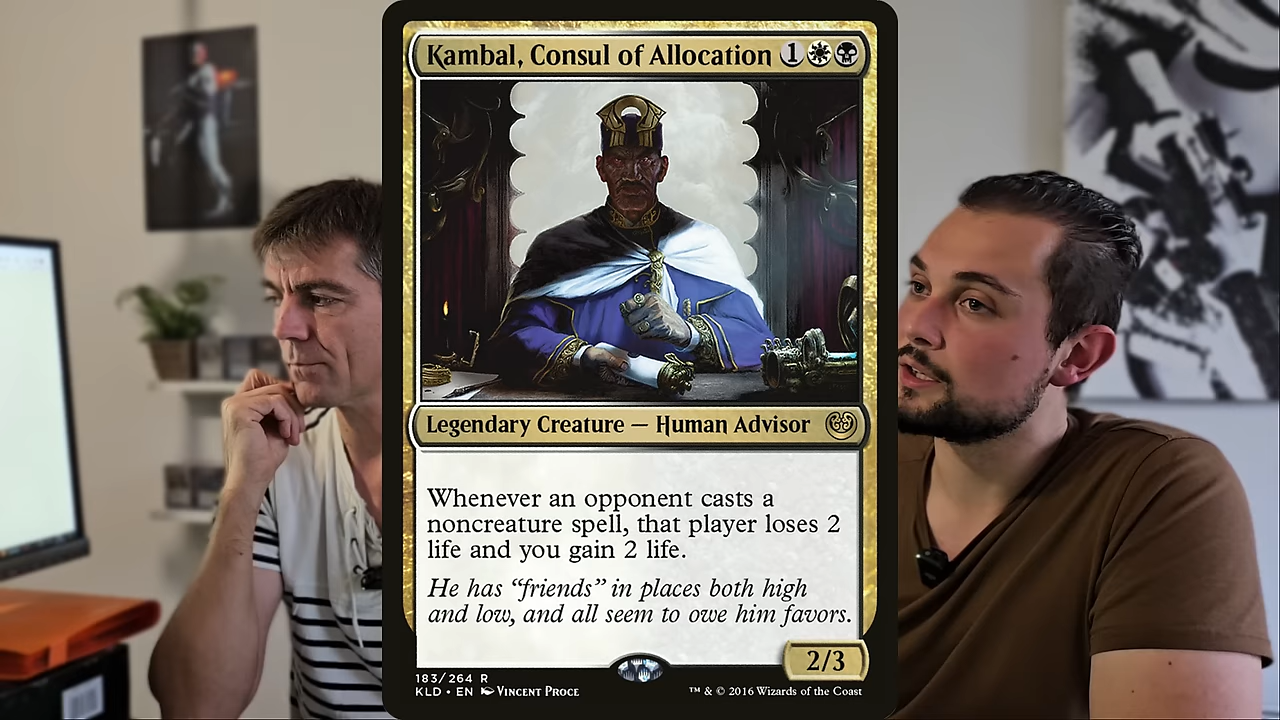 Kambal, Consul of Allocation 1
Legendary Creature — Human Advisor
Whenever an opponent casts a
noncreature spell, that player loses 2
life and you gain 2 life.
He has “friends” in places both high
and low, and all seem to owe him favors.
2/3
183/264 R
KLD • EN Vincent Proce
™ & © 2016 Wizards of the Coast